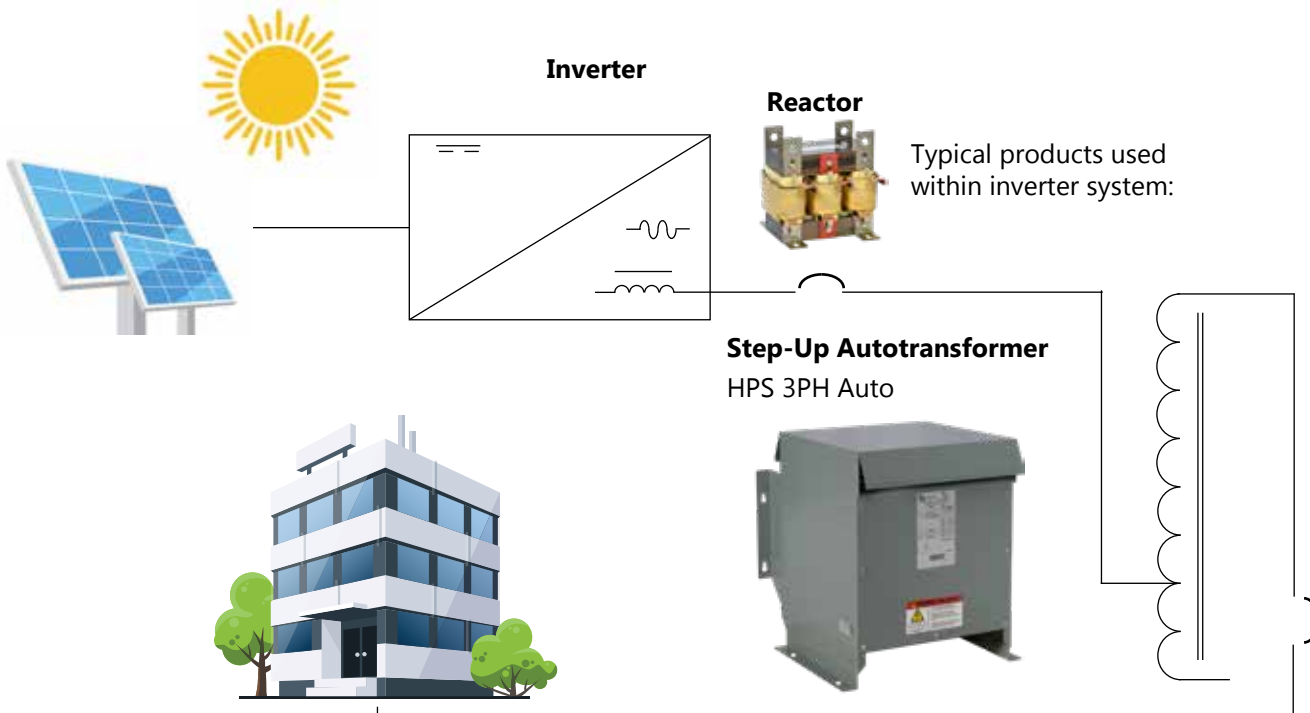 Inverter
Reactor
Typical products used
within inverter system:
Step-Up Autotransformer
HPS 3PH Auto